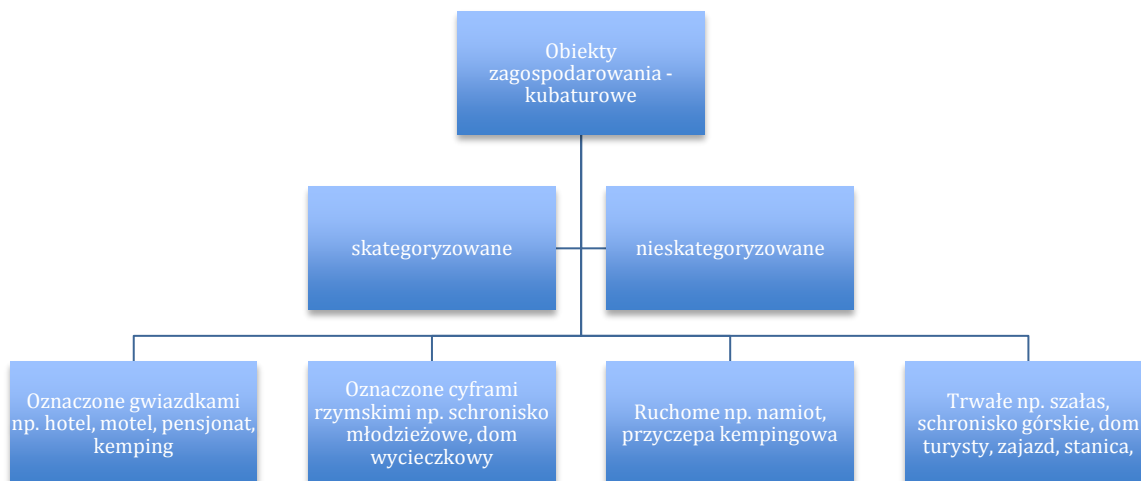 Obiekty
zagospodarowania -
kubaturowe
skategoryzowane
nieskategoryzowane
Oznaczone gwiazdkami
np. hotel, motel, pensjonat,
kemping
Oznaczone cyframi
rzymskimi np. schronisko
młodzieżowe, dom
wycieczkowy
Ruchome np. namiot,
przyczepa kempingowa
Trwałe np. szałas,
schronisko górskie, dom
turysty, zajazd, stanica,